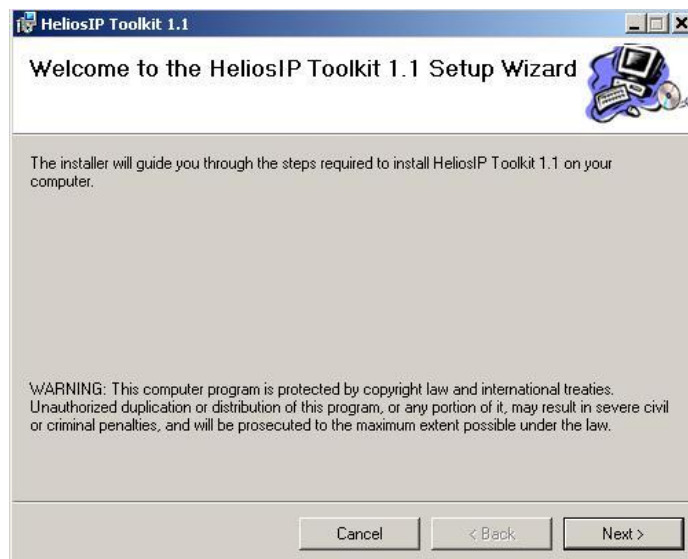 HeliosIP Toolkit 1.1
Welcome to the HeliosIP Toolkit 1.1 Setup Wizard
The installer will guide you through the steps required to install HeliosIP Toolkit 1.1 on your
computer.
WARNING: This computer program is protected by copyright law and international treaties.
Unauthorized duplication or distribution of this program, or any portion of it, may result in severe civil
or criminal penalties, and will be prosecuted to the maximum extent possible under the law.
Cancel
< Back
Next >